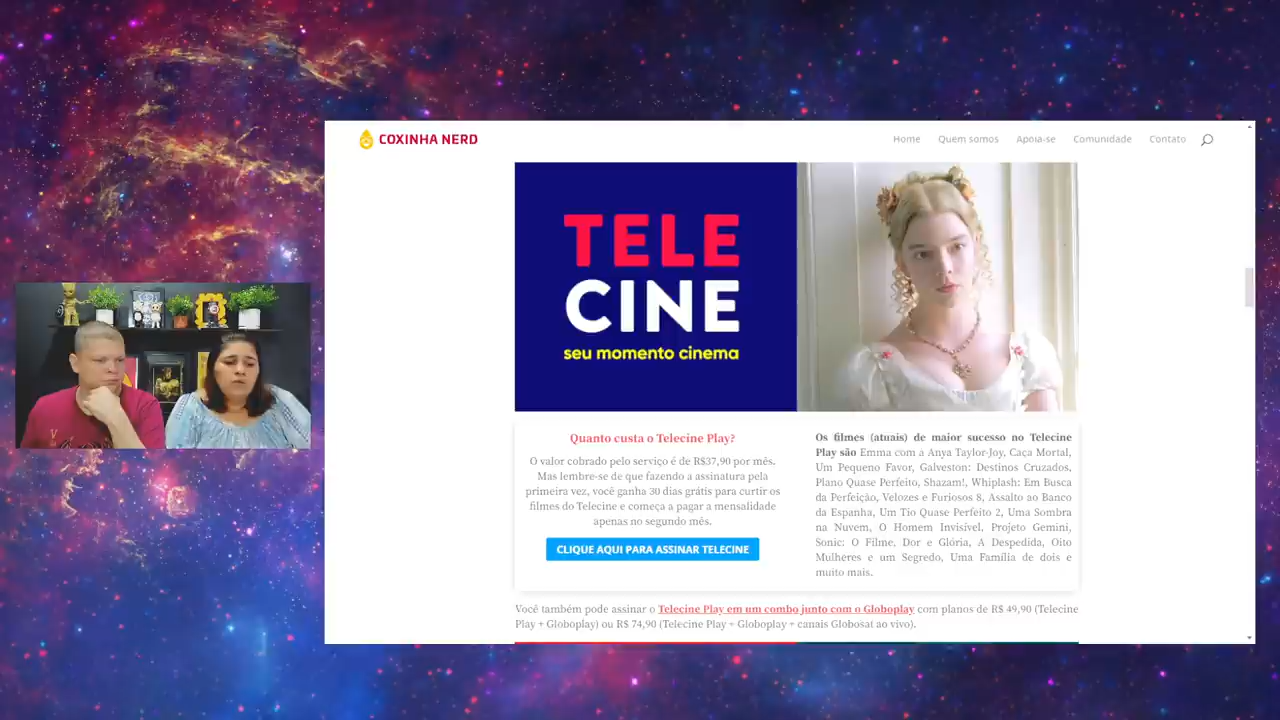 COXINHA NERD
Home Quem somos Apoia-se Comunidade Contato
TELE
CINE
seu momento cinema
Quanto custa o Telecine Play?
O valor cobrado pelo serviço é de R$37,90 por mês.
Mas lembre-se de que fazendo a assinatura pela
primeira vez, você ganha 30 dias grátis para curtir os
filmes do Telecine e começa a pagar a mensalidade
apenas no segundo mês.
CLIQUE AQUI PARA ASSINAR TELECINE
Os filmes (atuais) de maior sucesso no Telecine
Play são Emma com a Anya Taylor-Joy, Caça Mortal,
Um Pequeno Favor, Galveston: Destinos Cruzados,
Plano Quase Perfeito, Shazam!, Whiplash: Em Busca
da Perfeição, Velozes e Furiosos 8, Assalto ao Banco
da Espanha, Um Tio Quase Perfeito 2, Uma Sombra
na Nuvem, O Homem Invisível, Projeto Gemini,
Sonic: O Filme, Dor e Glória, A Despedida, Oito
Mulheres e um Segredo, Uma Família de dois e
muito mais.
Você também pode assinar o Telecine Play em um combo junto com o Globoplay com planos de R$ 49,90 (Telecine
Play + Globoplay) ou R$ 74,90 (Telecine Play + Globoplay + canais Globosat ao vivo).